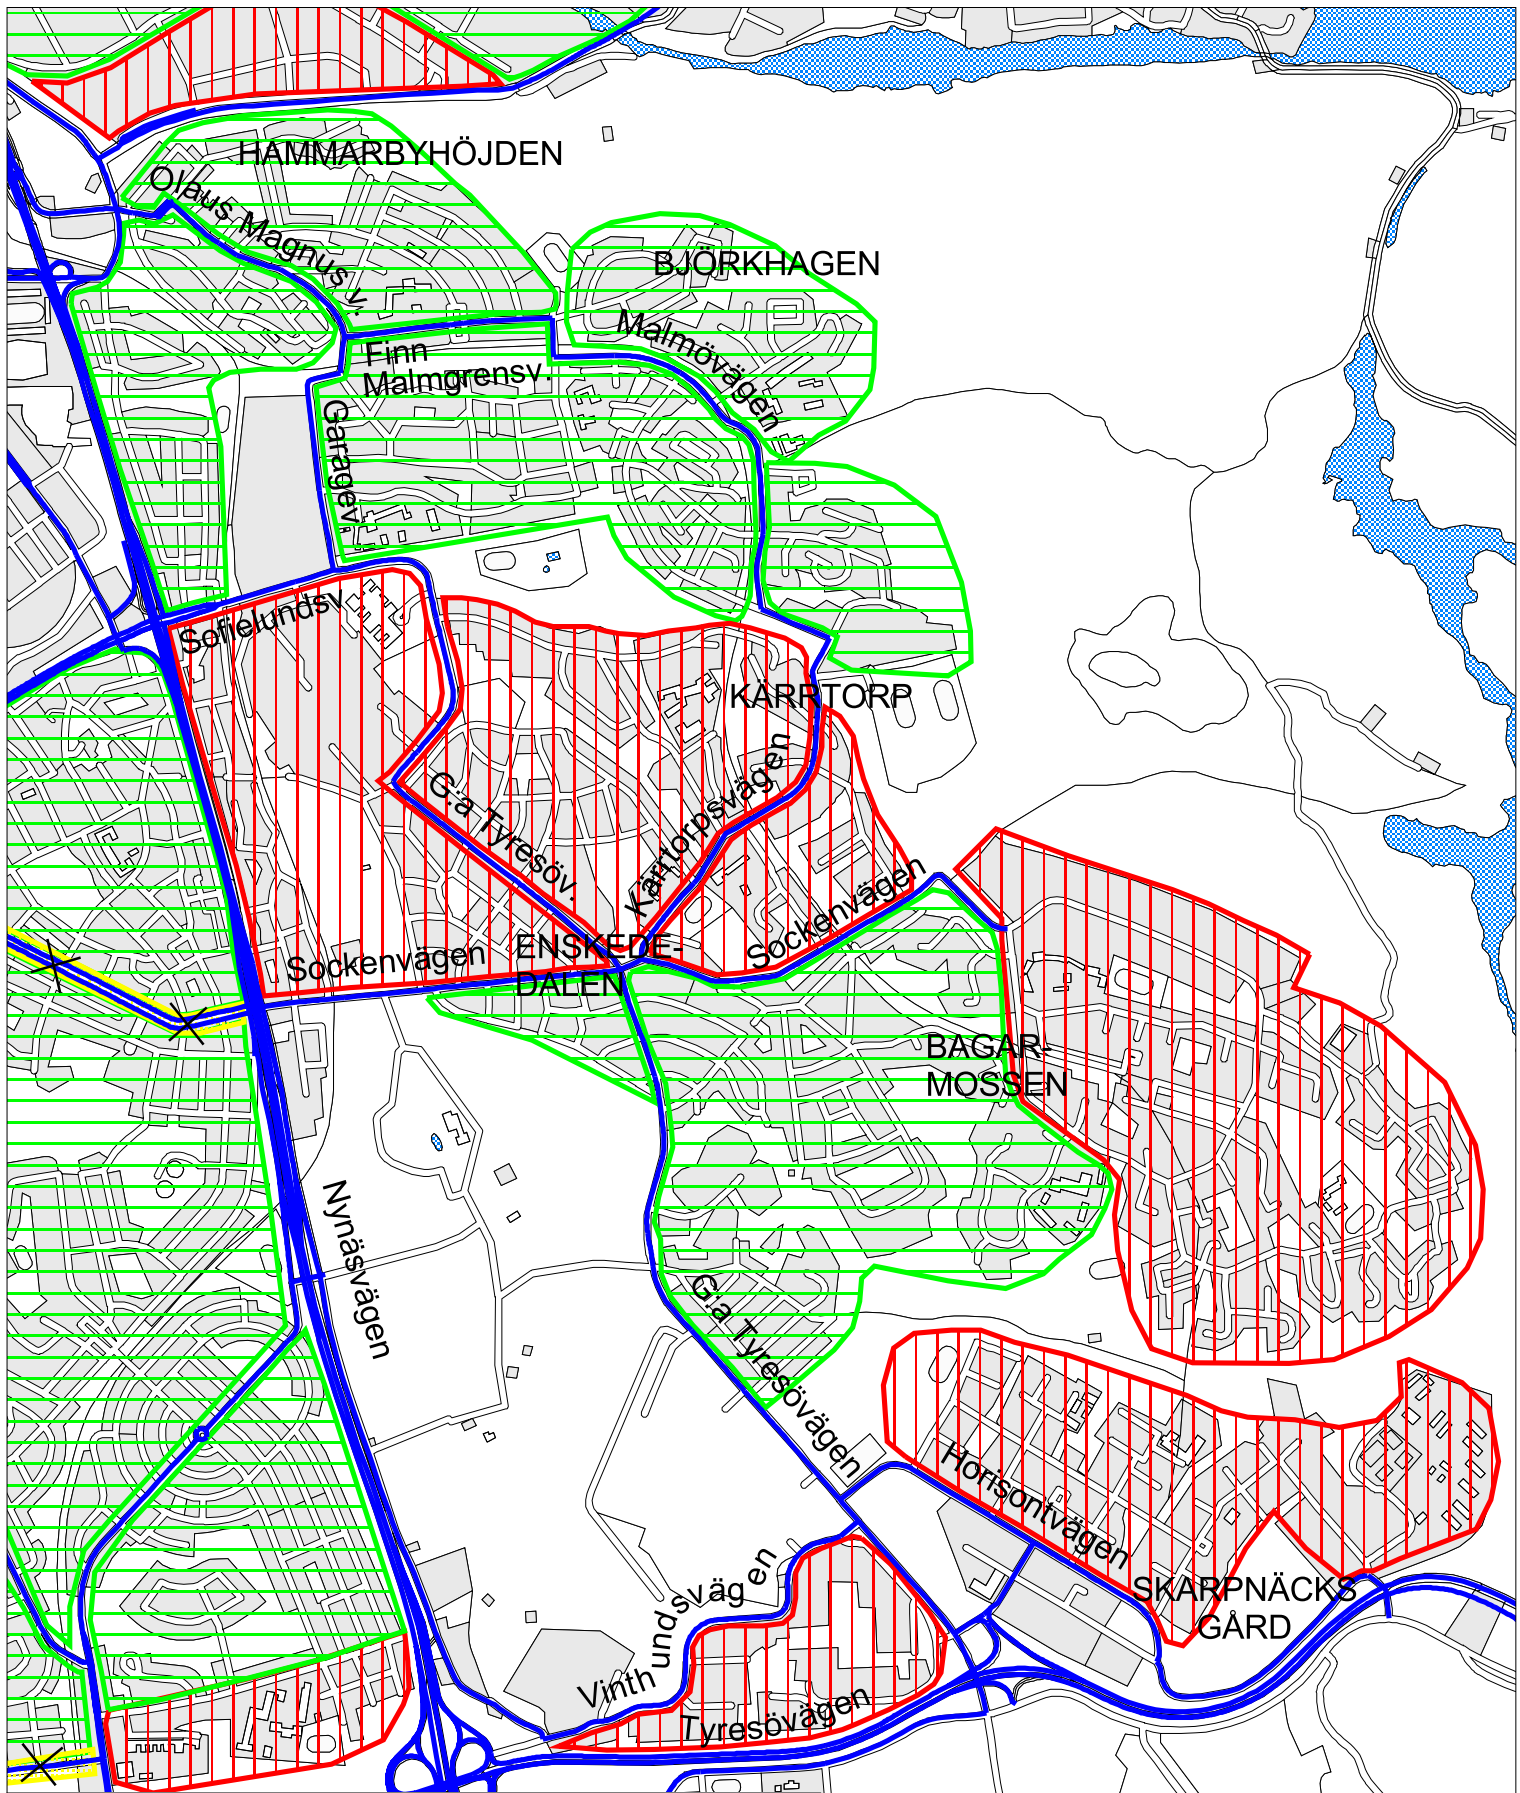 HAMMARBYHÖJDEN
Olaus Magnus v.
BJÖRKHAGEN
Malmövägen
Finn
Malmgrensv.
Garagev.
Sofielundsv.
KÄRRTORP
G:a Tyresöv.
Kärrtorpsvägen
Sockenvägen
Sockenvägen
ENSKEDE-
DALEN
BAGAR-
MOSSEN
Nynäsvägen
G:a Tyresövägen
Horisontvägen
SKARPNÄCKS
GÅRD
Vinthundsvägen
Tyresövägen